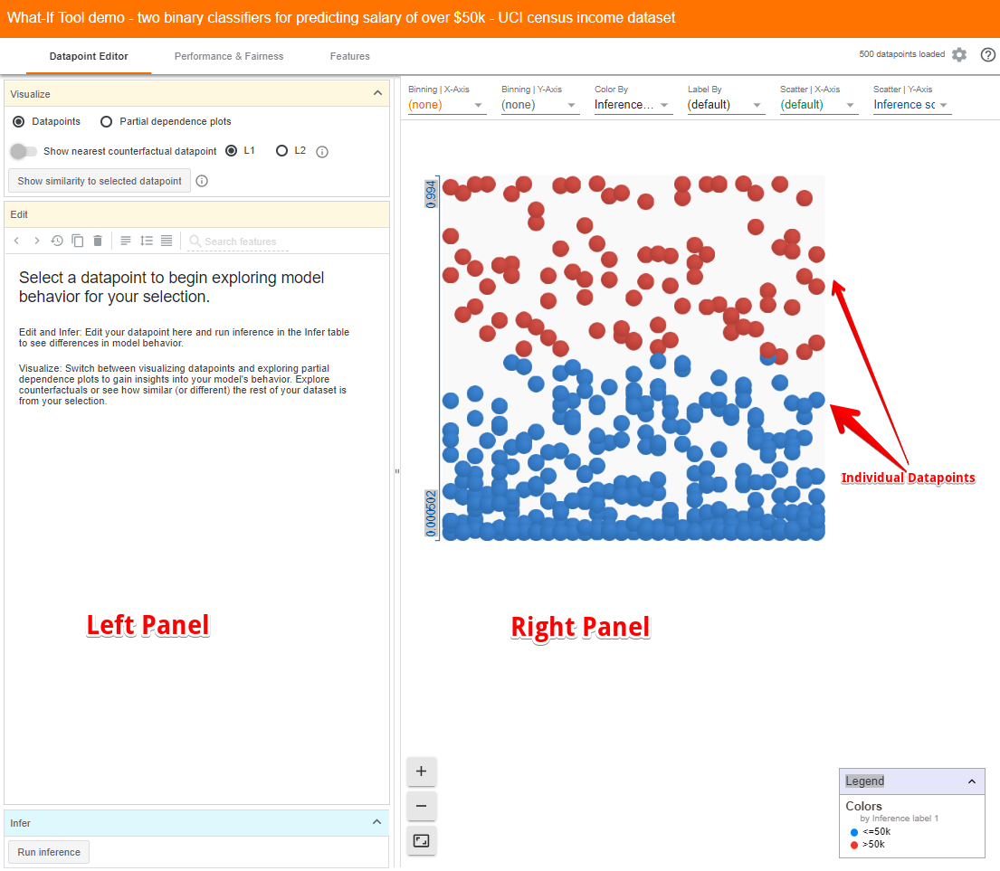 What-If Tool demo - two binary classifiers for predicting salary of over $50k - UCI census income dataset
Datapoint Editor
Performance & Fairness
Features
500 datapoints loaded
Visualize
Datapoints
Partial dependence plots
Show nearest counterfactual datapoint
L1
L2
Show similarity to selected datapoint
Edit
Search features
Select a datapoint to begin exploring model
behavior for your selection.
Edit and Infer: Edit your datapoint here and run inference in the Infer table
to see differences in model behavior.
Visualize: Switch between visualizing datapoints and exploring partial
dependence plots to gain insights into your model's behavior. Explore
counterfactuals or see how similar (or different) the rest of your dataset is
from your selection.
Left Panel
Infer
Run inference
Binning | X-Axis
(none)
Binning | Y-Axis
(none)
Color By
Inference...
Label By
(default)
Scatter | X-Axis
(default)
Scatter | Y-Axis
Inference sc
0.994
0.000502
Individual Datapoints
Right Panel
Legend
Colors
by Inference label 1
<=50k
>50k